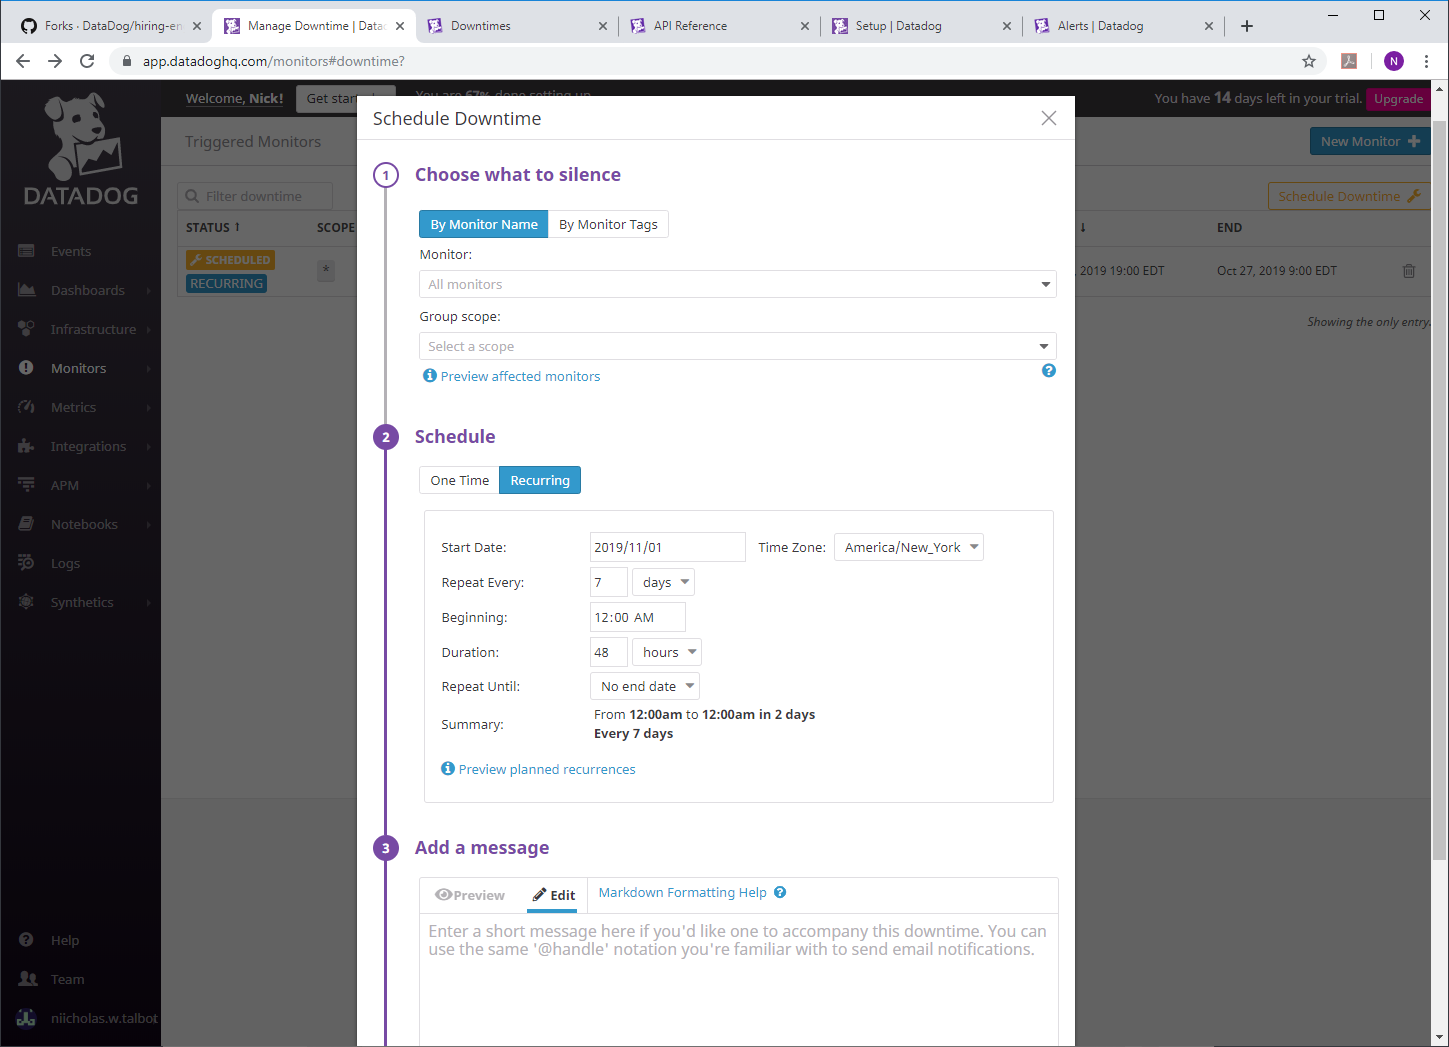 Forks · DataDog/hiring-en
Manage Downtime | Datad
Downtimes
API Reference
Setup | Datadog
Alerts | Datadog
app.datadoghq.com/monitors#downtime?
N
Welcome, Nick!
Get star
You are 67% done setting up
You have 14 days left in your trial.
Upgrade
DATADOG
Triggered Monitors
New Monitor
Filter downtime
Schedule Downtime
STATUS
SCOPE
END
SCHEDULED
RECURRING
*
, 2019 19:00 EDT
Oct 27, 2019 9:00 EDT
Showing the only entry.
Events
Dashboards
Infrastructure
Monitors
Metrics
Integrations
APM
Notebooks
Logs
Synthetics
Help
Team
niicholas.w.talbot
Schedule Downtime
1 Choose what to silence
By Monitor Name By Monitor Tags
Monitor:
All monitors
Group scope:
Select a scope
Preview affected monitors
2 Schedule
One Time Recurring
Start Date: 2019/11/01 Time Zone: America/New_York
Repeat Every: 7 days
Beginning: 12:00 AM
Duration: 48 hours
Repeat Until: No end date
Summary: From 12:00am to 12:00am in 2 days
Every 7 days
Preview planned recurrences
3 Add a message
Preview Edit Markdown Formatting Help
Enter a short message here if you'd like one to accompany this downtime. You can
use the same '@handle' notation you're familiar with to send email notifications.